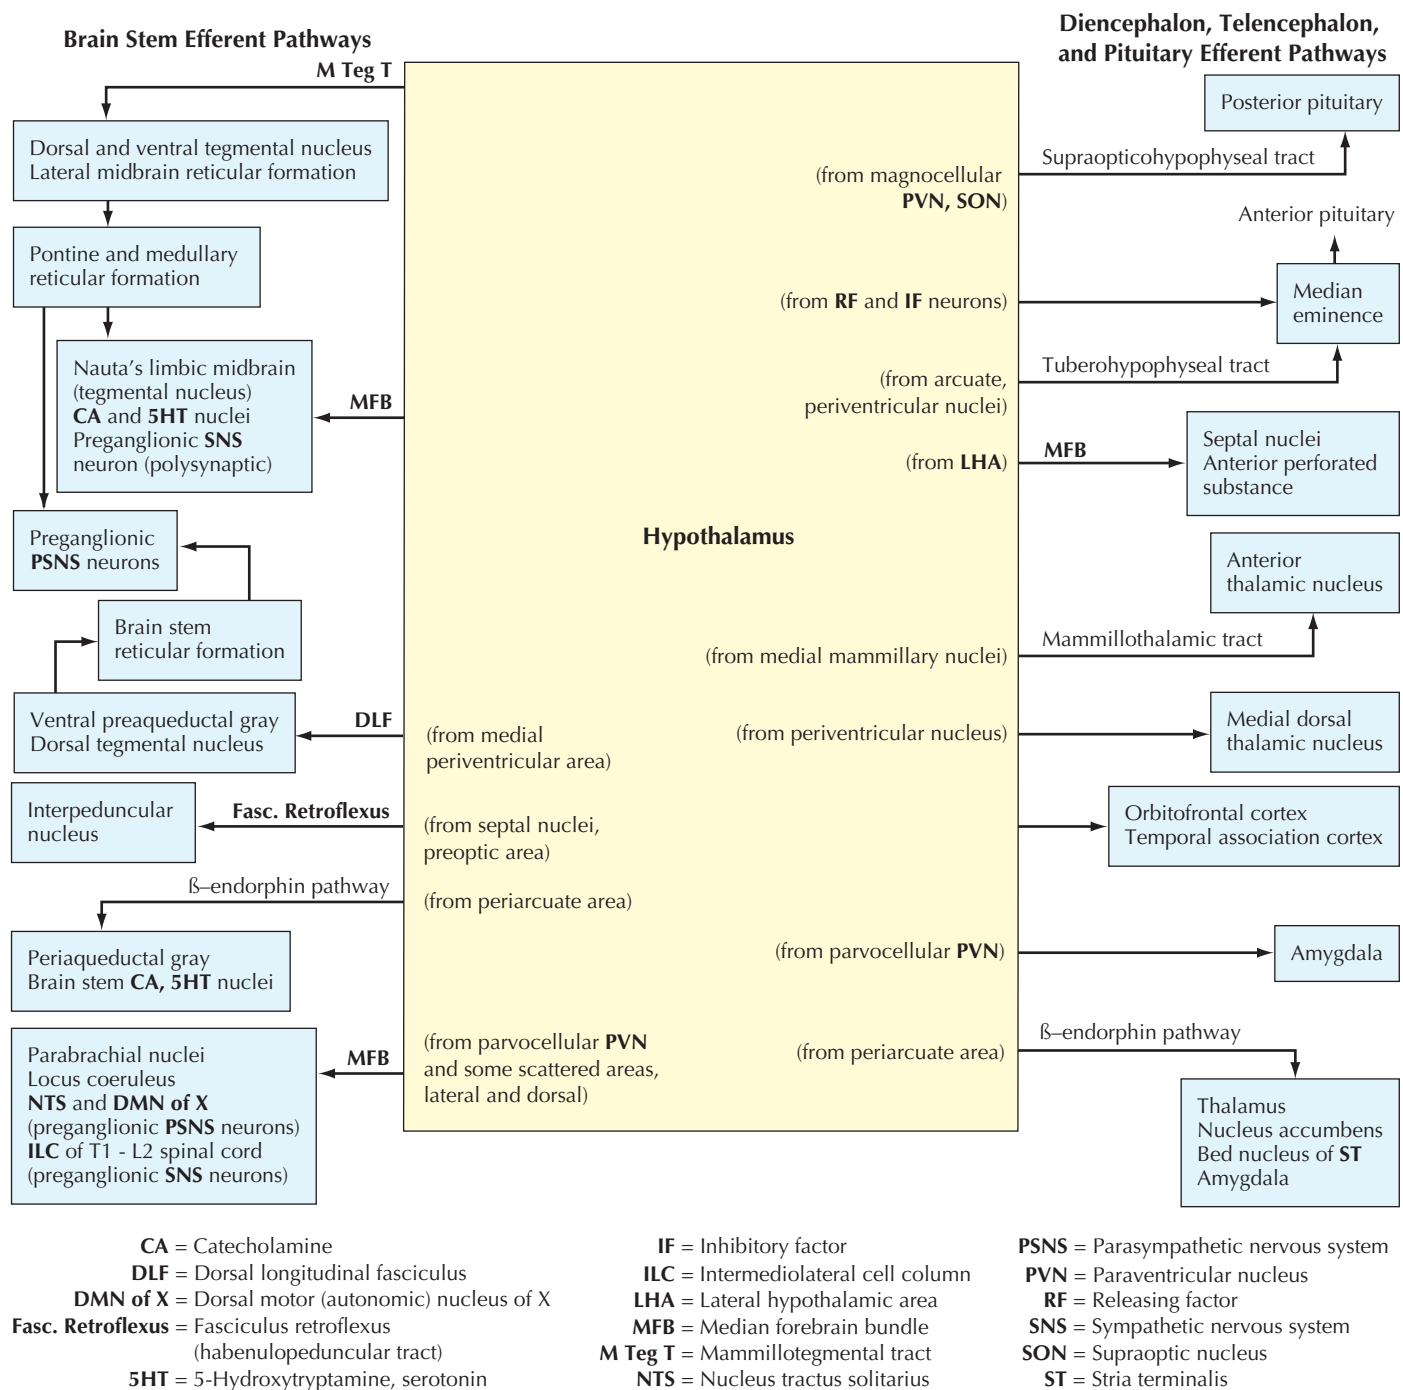 Brain Stem Efferent Pathways
Diencephalon, Telencephalon,
and Pituitary Efferent Pathways
M Teg T
Dorsal and ventral tegmental nucleus
Lateral midbrain reticular formation
Pontine and medullary
reticular formation
Nauta's limbic midbrain
(tegmental nucleus)
CA and 5HT nuclei
Preganglionic SNS
neuron (polysynaptic)
MFB
Preganglionic
PSNS neurons
Brain stem
reticular formation
Ventral preaqueductal gray
Dorsal tegmental nucleus
DLF
(from medial
periventricular area)
Interpeduncular
nucleus
Fasc. Retroflexus
(from septal nuclei,
preoptic area)
ß–endorphin pathway
(from periarcuate area)
Periaqueductal gray
Brain stem CA, 5HT nuclei
Parabrachial nuclei
Locus coeruleus
NTS and DMN of X
(preganglionic PSNS neurons)
ILC of T1 - L2 spinal cord
(preganglionic SNS neurons)
MFB
(from parvocellular PVN
and some scattered areas,
lateral and dorsal)
Hypothalamus
(from magnocellular
PVN, SON)
Supraopticohypophyseal tract
Posterior pituitary
Anterior pituitary
(from RF and IF neurons)
Median
eminence
(from arcuate,
periventricular nuclei)
Tuberohypophyseal tract
(from LHA)
MFB
Septal nuclei
Anterior perforated
substance
Anterior
thalamic nucleus
(from medial mammillary nuclei)
Mammillothalamic tract
(from periventricular nucleus)
Medial dorsal
thalamic nucleus
Orbitofrontal cortex
Temporal association cortex
(from parvocellular PVN)
Amygdala
(from periarcuate area)
ß–endorphin pathway
Thalamus
Nucleus accumbens
Bed nucleus of ST
Amygdala
CA = Catecholamine
DLF = Dorsal longitudinal fasciculus
DMN of X = Dorsal motor (autonomic) nucleus of X
Fasc. Retroflexus = Fasciculus retroflexus
(habenulopeduncular tract)
5HT = 5-Hydroxytryptamine, serotonin
IF = Inhibitory factor
ILC = Intermediolateral cell column
LHA = Lateral hypothalamic area
MFB = Median forebrain bundle
M Teg T = Mammillotegmental tract
NTS = Nucleus tractus solitarius
PSNS = Parasympathetic nervous system
PVN = Paraventricular nucleus
RF = Releasing factor
SNS = Sympathetic nervous system
SON = Supraoptic nucleus
ST = Stria terminalis